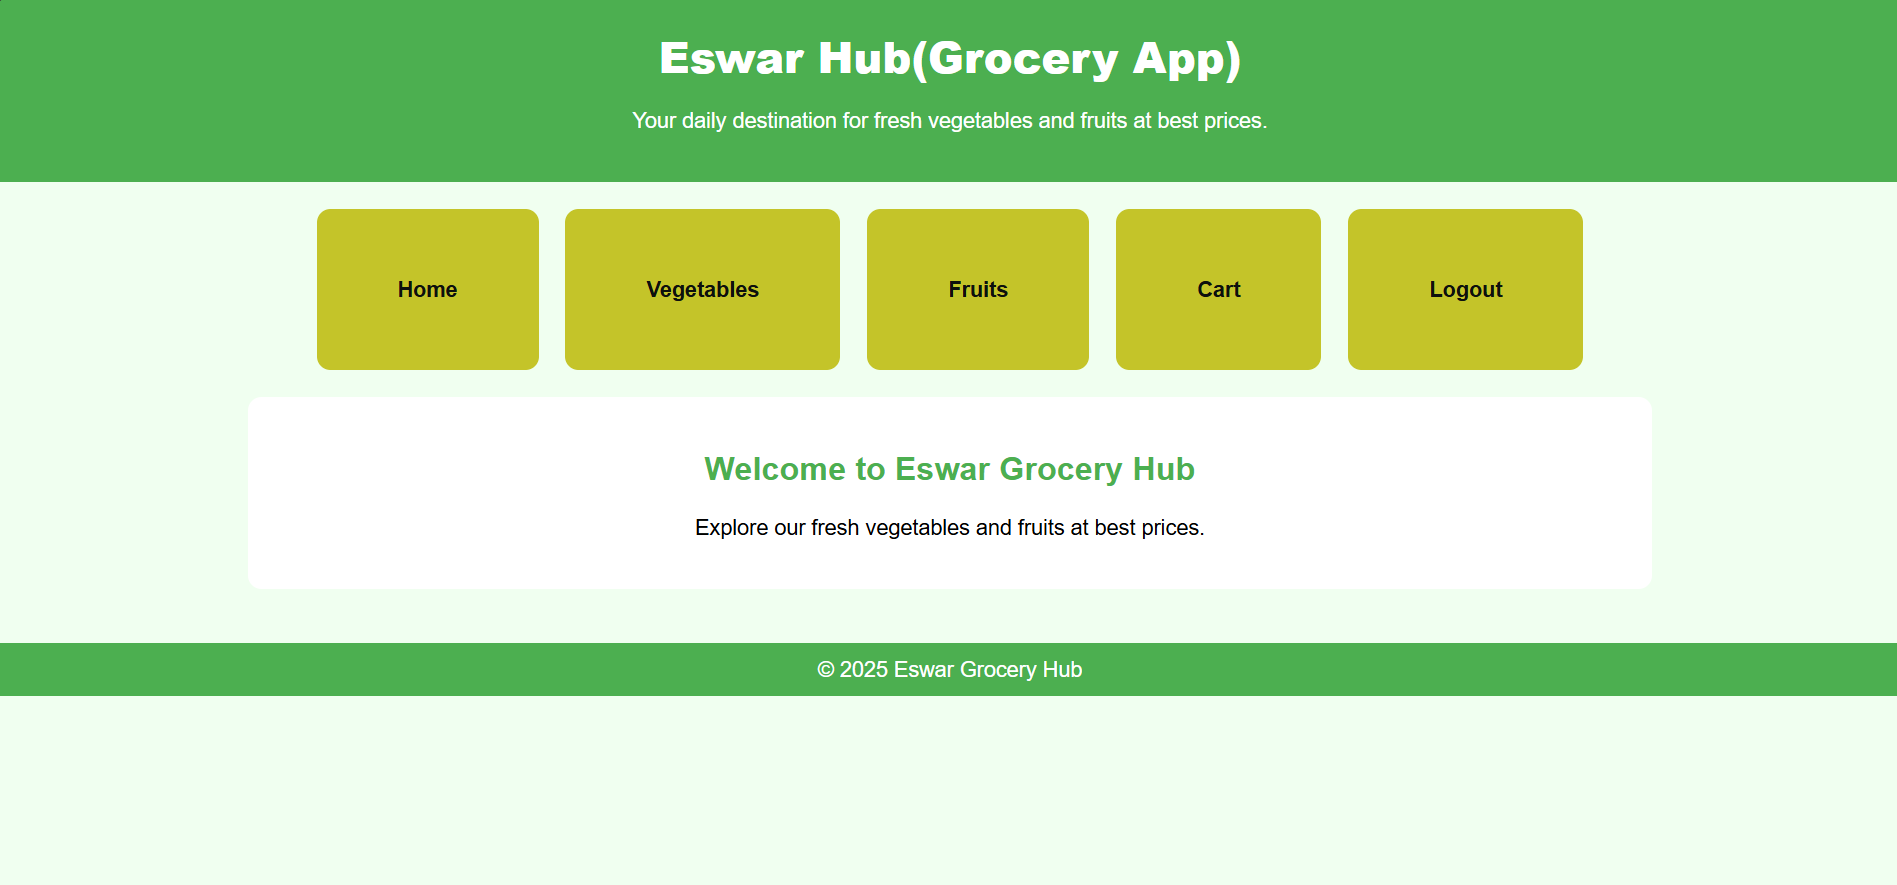 Eswar Hub(Grocery App)
Your daily destination for fresh vegetables and fruits at best prices.
Home
Vegetables
Fruits
Cart
Logout
Welcome to Eswar Grocery Hub
Explore our fresh vegetables and fruits at best prices.
© 2025 Eswar Grocery Hub